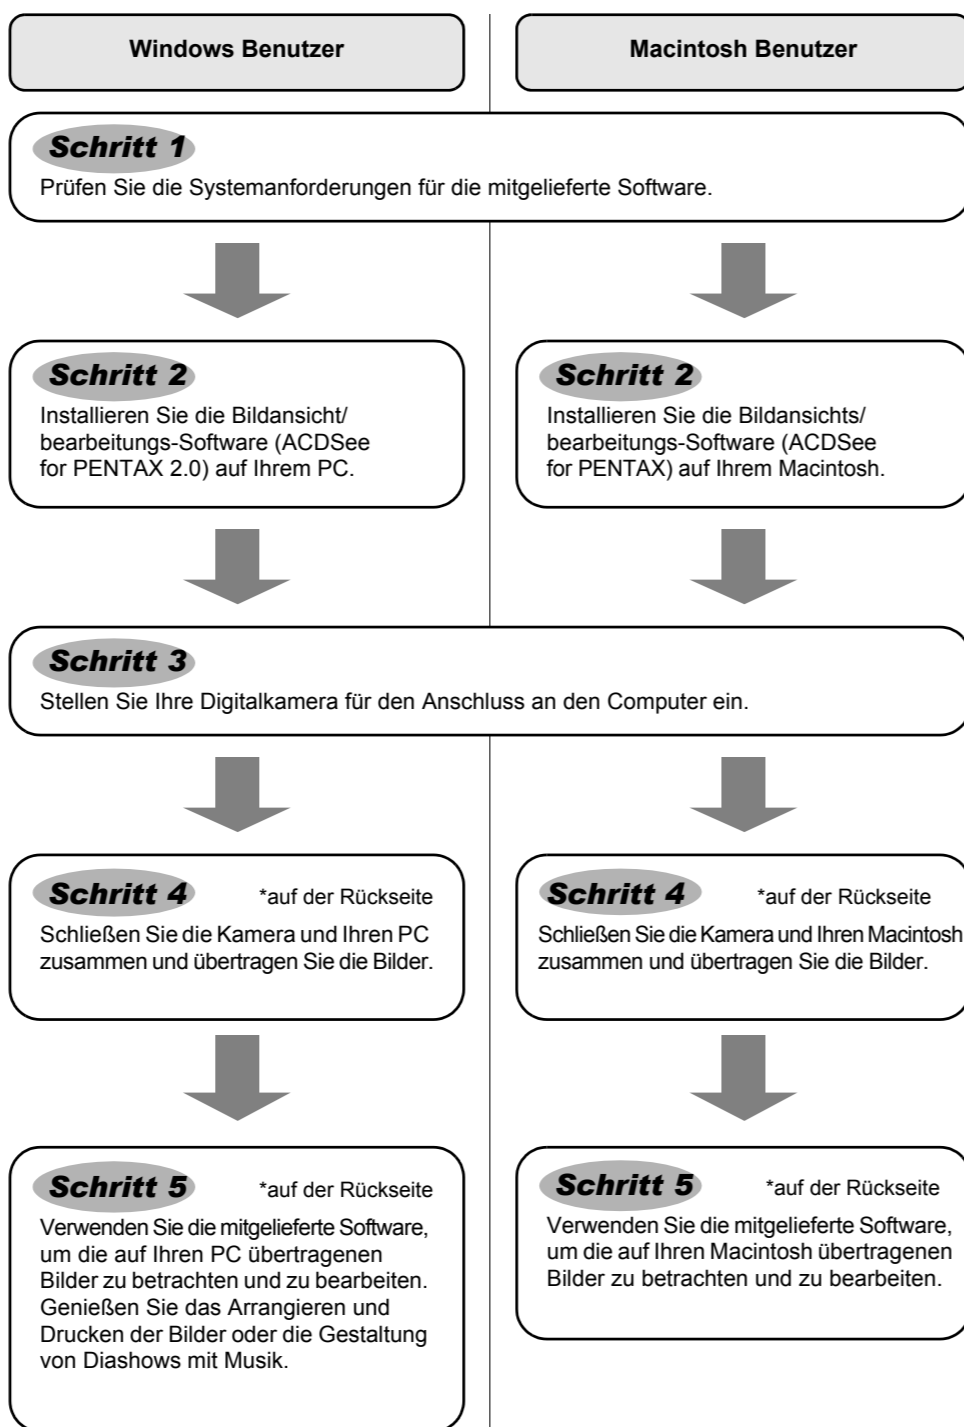 Windows Benutzer
Macintosh Benutzer
Schritt 1
Prüfen Sie die Systemanforderungen für die mitgelieferte Software.
Schritt 2
Installieren Sie die Bildansicht/
bearbeitungs-Software (ACDSee
for PENTAX 2.0) auf Ihrem PC.
Schritt 2
Installieren Sie die Bildansichts/
bearbeitungs-Software (ACDSee
for PENTAX) auf Ihrem Macintosh.
Schritt 3
Stellen Sie Ihre Digitalkamera für den Anschluss an den Computer ein.
Schritt 4 *auf der Rückseite
Schließen Sie die Kamera und Ihren PC
zusammen und übertragen Sie die Bilder.
Schritt 4 *auf der Rückseite
Schließen Sie die Kamera und Ihren Macintosh
zusammen und übertragen Sie die Bilder.
Schritt 5 *auf der Rückseite
Verwenden Sie die mitgelieferte Software,
um die auf Ihren PC übertragenen
Bilder zu betrachten und zu bearbeiten.
Genießen Sie das Arrangieren und
Drucken der Bilder oder die Gestaltung
von Diashows mit Musik.
Schritt 5 *auf der Rückseite
Verwenden Sie die mitgelieferte Software,
um die auf Ihren Macintosh übertragenen
Bilder zu betrachten und zu bearbeiten.